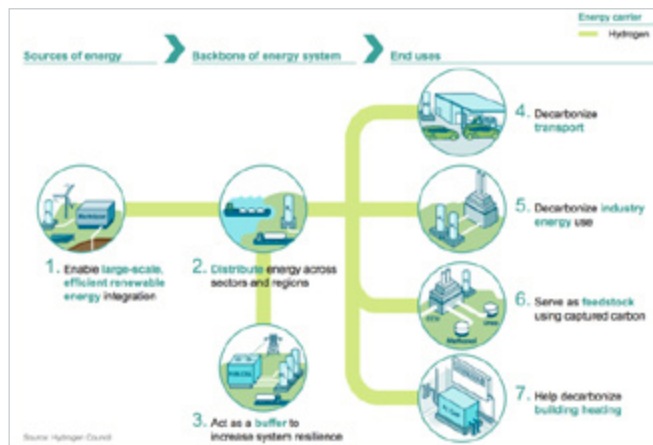 Energy carrier
Hydrogen
Sources of energy
Backbone of energy system
End uses
1. Enable large-scale,
efficient renewable
energy integration
2. Distribute energy across
sectors and regions
3. Act as a buffer to
increase system resilience
4. Decarbonize
transport
5. Decarbonize industry
energy use
6. Serve as feedstock
using captured carbon
Methanol
7. Help decarbonize
building heating
Source: Hydrogen Council